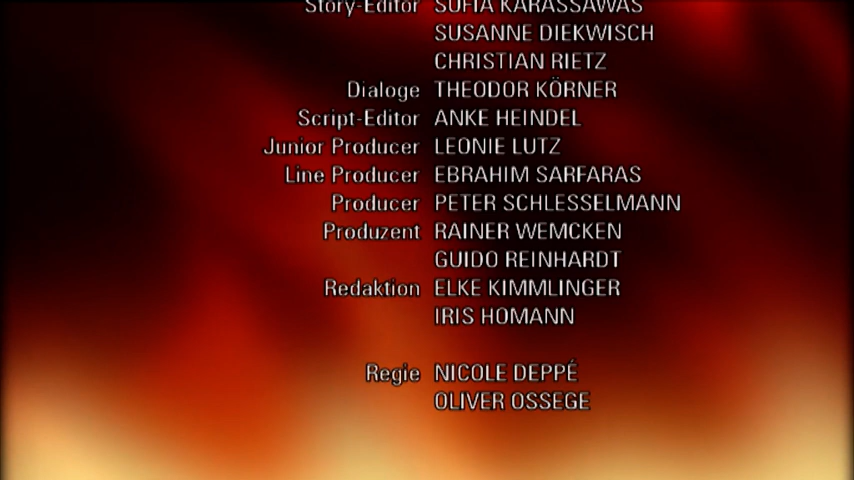 Story-Editor SOFIA KARASSAWAS
SUSANNE DIEKWISCH
CHRISTIAN RIETZ
Dialoge THEODOR KÖRNER
Script-Editor ANKE HEINDEL
Junior Producer LEONIE LUTZ
Line Producer EBRAHIM SARFARAS
Producer PETER SCHLESSELMANN
Produzent RAINER WEMCKEN
GUIDO REINHARDT
Redaktion ELKE KIMMLINGER
IRIS HOMANN
Regie NICOLE DEPPÉ
OLIVER OSSEGE